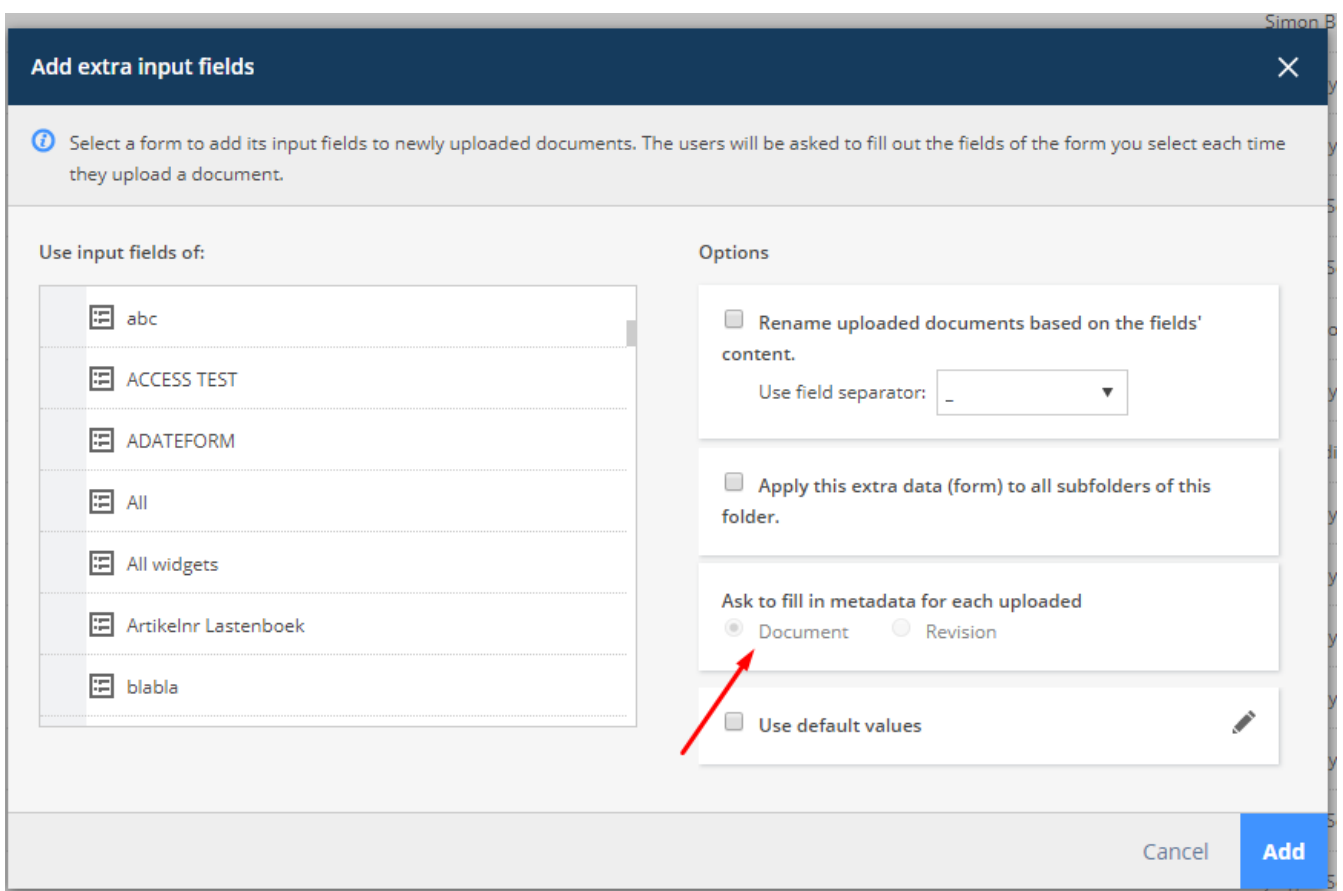 Simon B
Add extra input fields
Select a form to add its input fields to newly uploaded documents. The users will be asked to fill out the fields of the form you select each time
they upload a document.
Use input fields of:
abc
ACCESS TEST
ADATEFORM
All
All widgets
Artikelnr Lastenboek
blabla
Options
Rename uploaded documents based on the fields'
content.
Use field separator: _
Apply this extra data (form) to all subfolders of this
folder.
Ask to fill in metadata for each uploaded
Document Revision
Use default values
Cancel Add